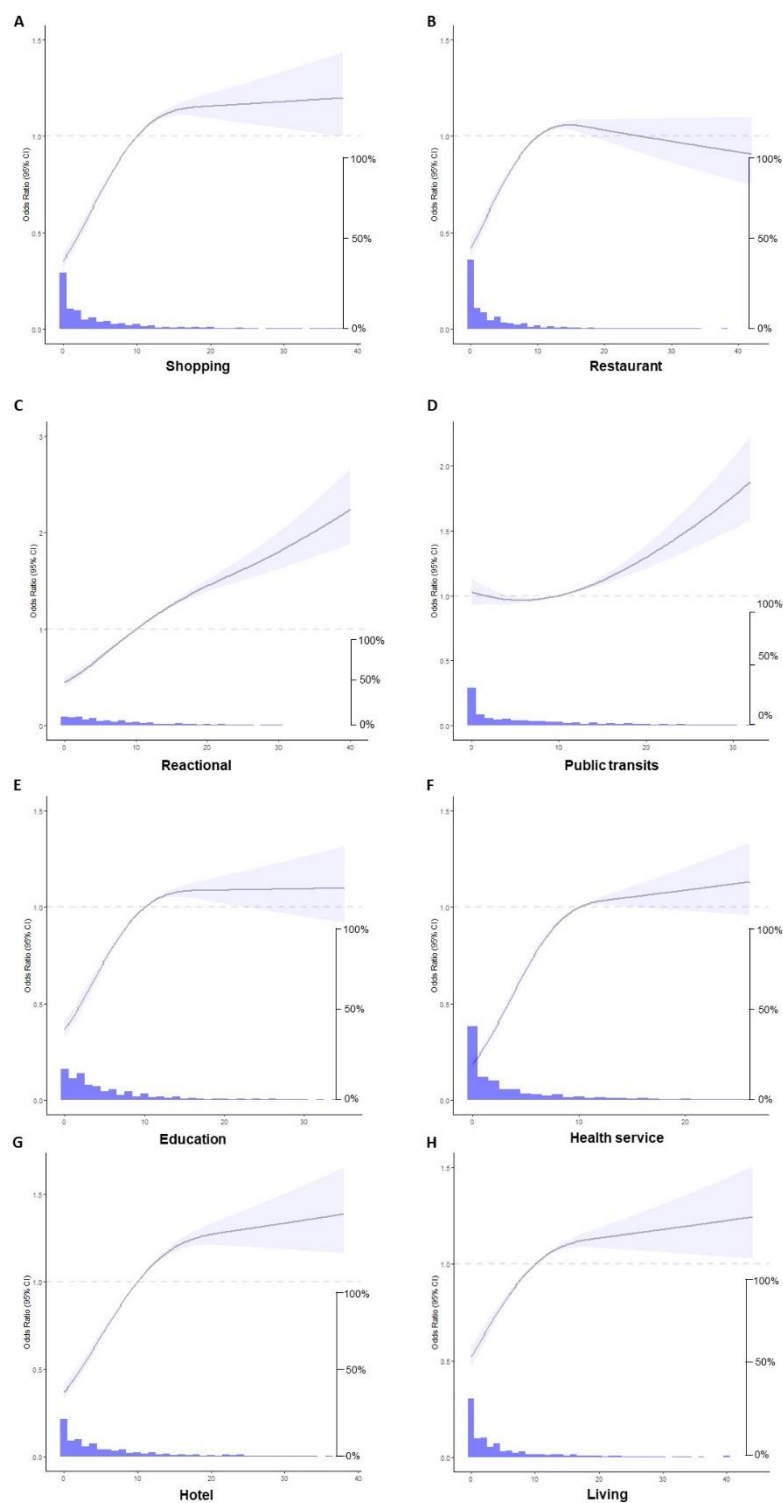 A
B
1.5
1.0
0.5
0.0
Odds Ratio (95% CI)
100%
50%
0%
0 10 20 30 40
Shopping
1.5
1.0
0.5
0.0
Odds Ratio (95% CI)
100%
50%
0%
0 10 20 30 40
Restaurant
C
D
3
2
1
0
Odds Ratio (95% CI)
100%
50%
0%
0 10 20 30 40
Reactional
2.0
1.5
1.0
0.5
0.0
Odds Ratio (95% CI)
100%
50%
0%
0 10 20 30
Public transits
E
F
1.5
1.0
0.5
0.0
Odds Ratio (95% CI)
100%
50%
0%
0 10 20 30
Education
1.5
1.0
0.5
0.0
Odds Ratio (95% CI)
100%
50%
0%
0 10 20
Health service
G
H
1.5
1.0
0.5
0.0
Odds Ratio (95% CI)
100%
50%
0%
0 10 20 30 40
Hotel
1.5
1.0
0.5
0.0
Odds Ratio (95% CI)
100%
50%
0%
0 10 20 30 40
Living